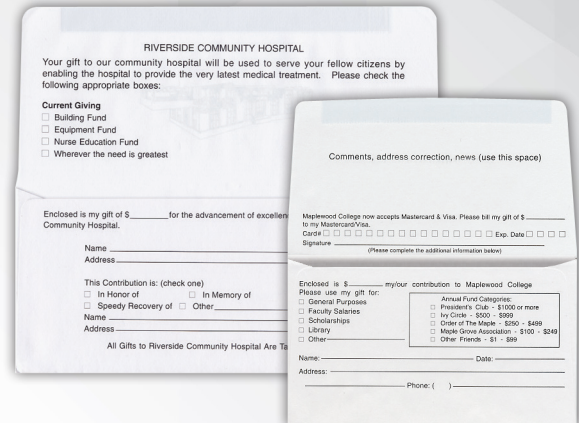 RIVERSIDE COMMUNITY HOSPITAL
Your gift to our community hospital will be used to serve your fellow citizens by
enabling the hospital to provide the very latest medical treatment. Please check the
following appropriate boxes:
Current Giving
☐ Building Fund
☐ Equipment Fund
☐ Nurse Education Fund
☐ Wherever the need is greatest
Enclosed is my gift of $______ for the advancement of
Community Hospital.
Name
Address
This Contribution is: (check one)
☐ In Honor of ☐ In Memory of
☐ Speedy Recovery of ☐ Other
Name
Address
All Gifts to Riverside Community Hospital Are
Comments, address correction, news (use this space)
Maplewood College now accepts Mastercard & Visa. Please bill my gift of $______
to my Mastercard/Visa.
Card# ☐ ☐ ☐ ☐ ☐ ☐ ☐ ☐ ☐ ☐ ☐ ☐ ☐ ☐ ☐ ☐ Exp. Date ☐ ☐ ☐ ☐
Signature
(Please complete the additional information below)
Enclosed is $______ my/our contribution to Maplewood College
Please use my gift for:
☐ General Purposes
☐ Faculty Salaries
☐ Scholarships
☐ Library
☐ Other
Annual Fund Categories:
☐ President's Club - $1000 or more
☐ Ivy Circle - $500 - $999
☐ Order of The Maple - $250 - $499
☐ Maple Grove Association - $100 - $249
☐ Other Friends - $1 - $99
Name: Date:
Address:
Phone: ( )